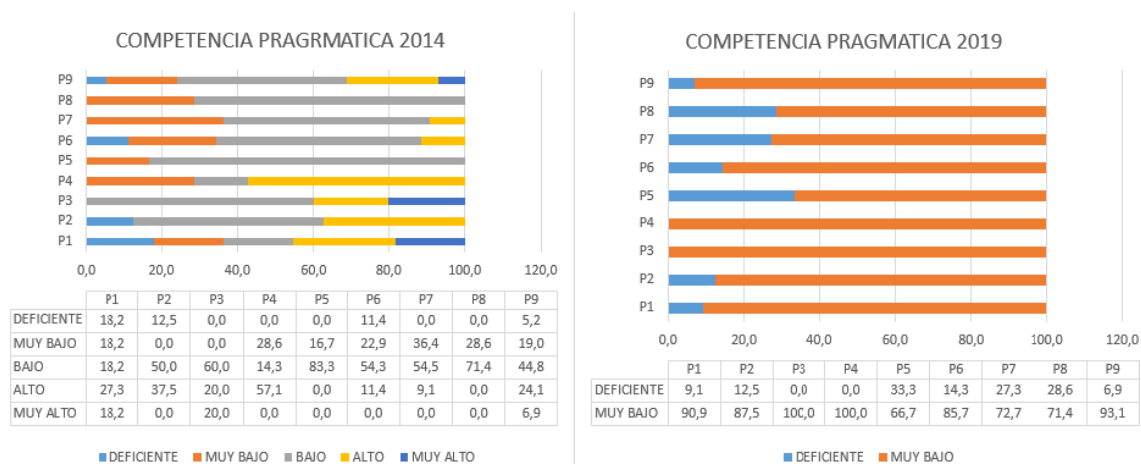 COMPETENCIA PRAGRMATICA 2014
P9
P8
P7
P6
P5
P4
P3
P2
P1
0,0 20,0 40,0 60,0 80,0 100,0 120,0
P1 P2 P3 P4 P5 P6 P7 P8 P9
DEFICIENTE 18,2 12,5 0,0 0,0 0,0 11,4 0,0 0,0 5,2
MUY BAJO 18,2 0,0 0,0 28,6 16,7 22,9 36,4 28,6 19,0
BAJO 18,2 50,0 60,0 14,3 83,3 54,3 54,5 71,4 44,8
ALTO 27,3 37,5 20,0 57,1 0,0 11,4 9,1 0,0 24,1
MUY ALTO 18,2 0,0 20,0 0,0 0,0 0,0 0,0 0,0 6,9
DEFICIENTE MUY BAJO BAJO ALTO MUY ALTO
COMPETENCIA PRAGMATICA 2019
P9
P8
P7
P6
P5
P4
P3
P2
P1
0,0 20,0 40,0 60,0 80,0 100,0 120,0
P1 P2 P3 P4 P5 P6 P7 P8 P9
DEFICIENTE 9,1 12,5 0,0 0,0 33,3 14,3 27,3 28,6 6,9
MUY BAJO 90,9 87,5 100,0 100,0 66,7 85,7 72,7 71,4 93,1
DEFICIENTE MUY BAJO